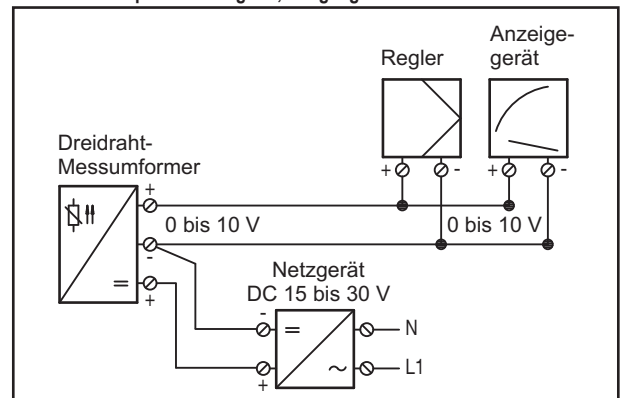 Regler
Anzeige-
gerät
Dreidraht-
Messumformer
+ - + -
+
0 bis 10 V
0 bis 10 V
-
=
+
Netzgerät
DC 15 bis 30 V
-
=
N
+
~
L1